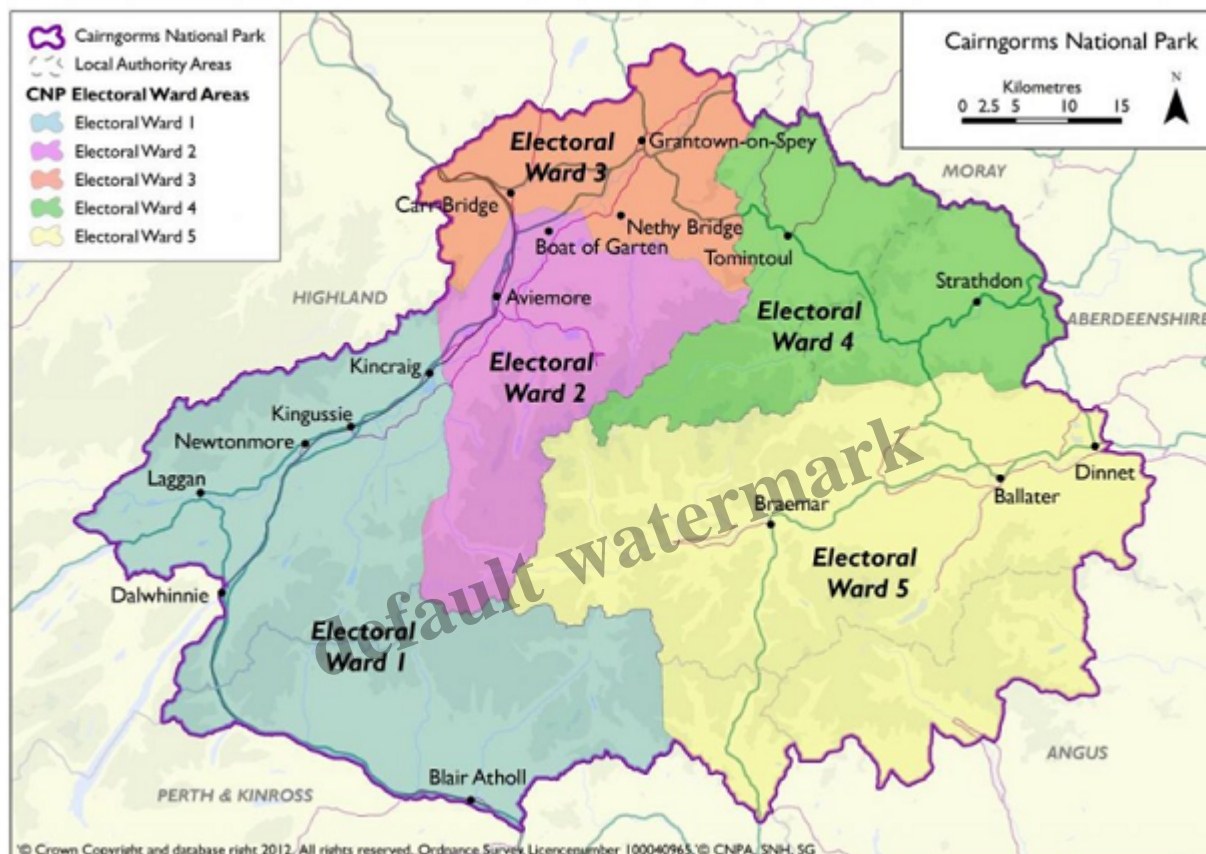 Cairngorms National Park
Local Authority Areas
CNP Electoral Ward Areas
Electoral Ward 1
Electoral Ward 2
Electoral Ward 3
Electoral Ward 4
Electoral Ward 5
Cairngorms National Park
Kilometres
0 2.5 5 10 15
N
Electoral
Ward 3
Grantown-on-Spey
MORAY
Carr-Bridge
Nethy Bridge
Boat of Garten
Tomintoul
Strathdon
HIGHLAND
Aviemore
Electoral
Ward 4
ABERDEENSHIRE
Kincraig
Electoral
Ward 2
Kingussie
Newtonmore
Laggan
Dinnet
Ballater
Braemar
Electoral
Ward 5
Dalwhinnie
Electoral
Ward 1
default watermark
ANGUS
Blair Atholl
PERTH & KINROSS
'© Crown Copyright and database right 2012. All rights reserved. Ordnance Survey Licencenumber 100040965.'© CNPA, SNH, SG